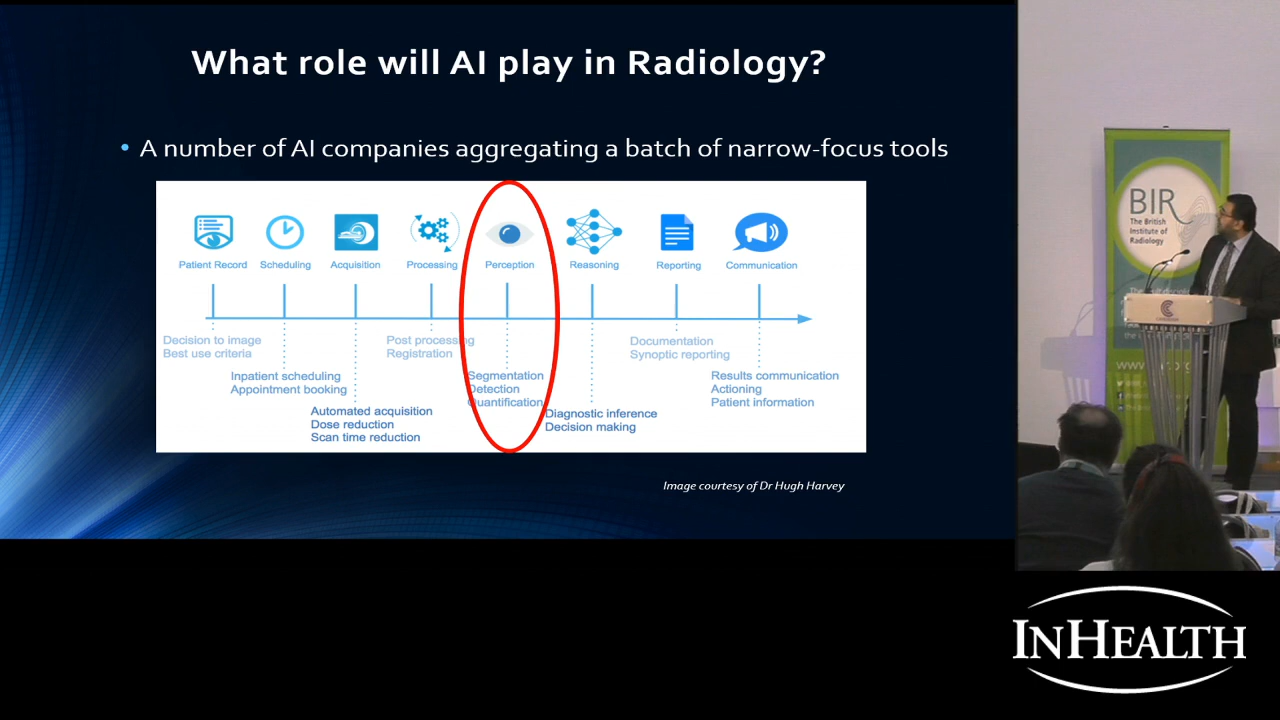 What role will AI play in Radiology?
• A number of AI companies aggregating a batch of narrow-focus tools
Patient Record
Scheduling
Acquisition
Processing
Perception
Reasoning
Reporting
Communication
Decision to image
Best use criteria
Inpatient scheduling
Appointment booking
Automated acquisition
Dose reduction
Scan time reduction
Post processing
Registration
Segmentation
Detection
Quantification
Diagnostic inference
Decision making
Documentation
Synoptic reporting
Results communication
Actioning
Patient information
Image courtesy of Dr Hugh Harvey
BIR
The British
Institute of
Radiology
INHEALTH